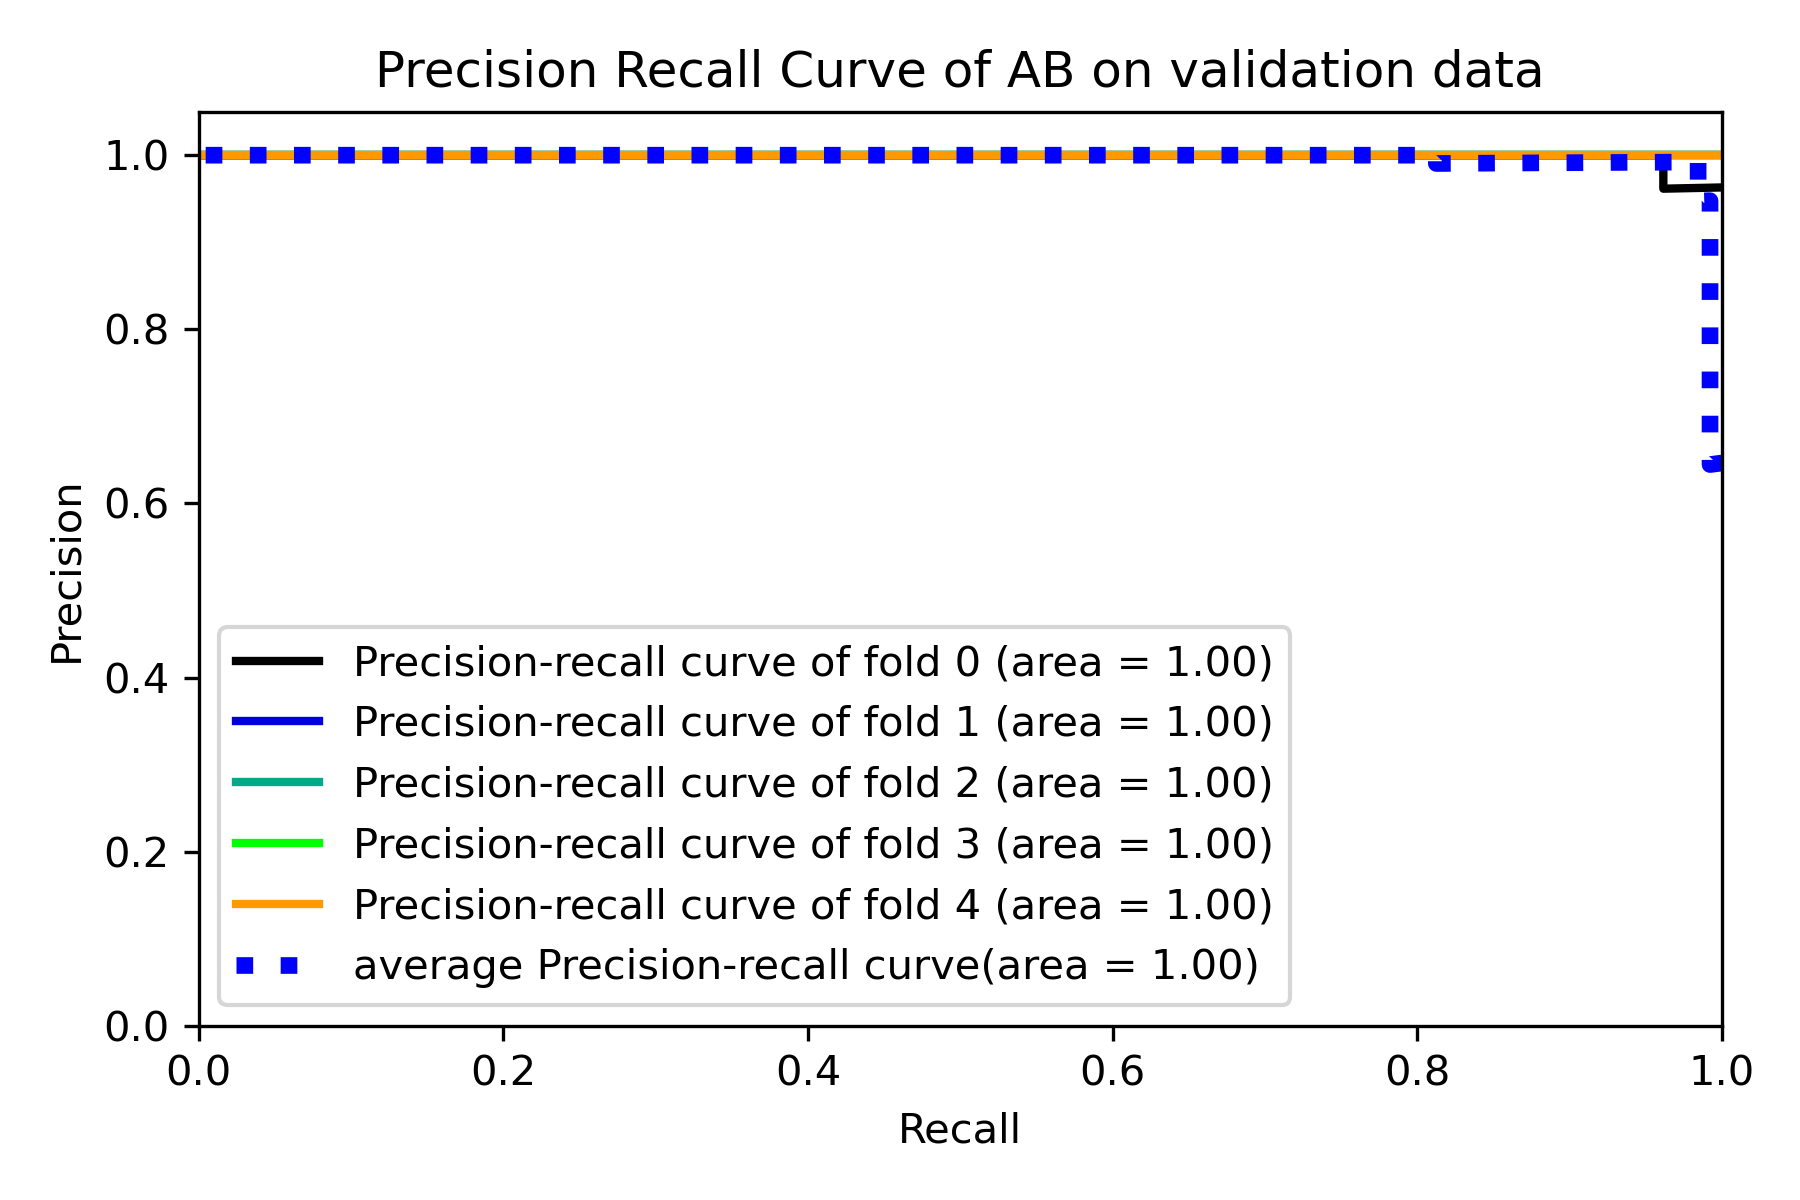 Precision Recall Curve of AB on validation data
1.0
0.8
0.6
0.4
0.2
0.0
Precision
Precision-recall curve of fold 0 (area = 1.00)
Precision-recall curve of fold 1 (area = 1.00)
Precision-recall curve of fold 2 (area = 1.00)
Precision-recall curve of fold 3 (area = 1.00)
Precision-recall curve of fold 4 (area = 1.00)
average Precision-recall curve(area = 1.00)
0.0 0.2 0.4 0.6 0.8 1.0
Recall